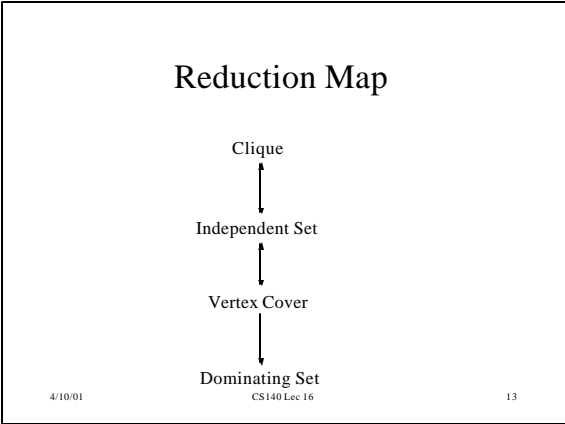 Reduction Map
Clique
Independent Set
Vertex Cover
Dominating Set
4/10/01
CS140 Lec 16
13